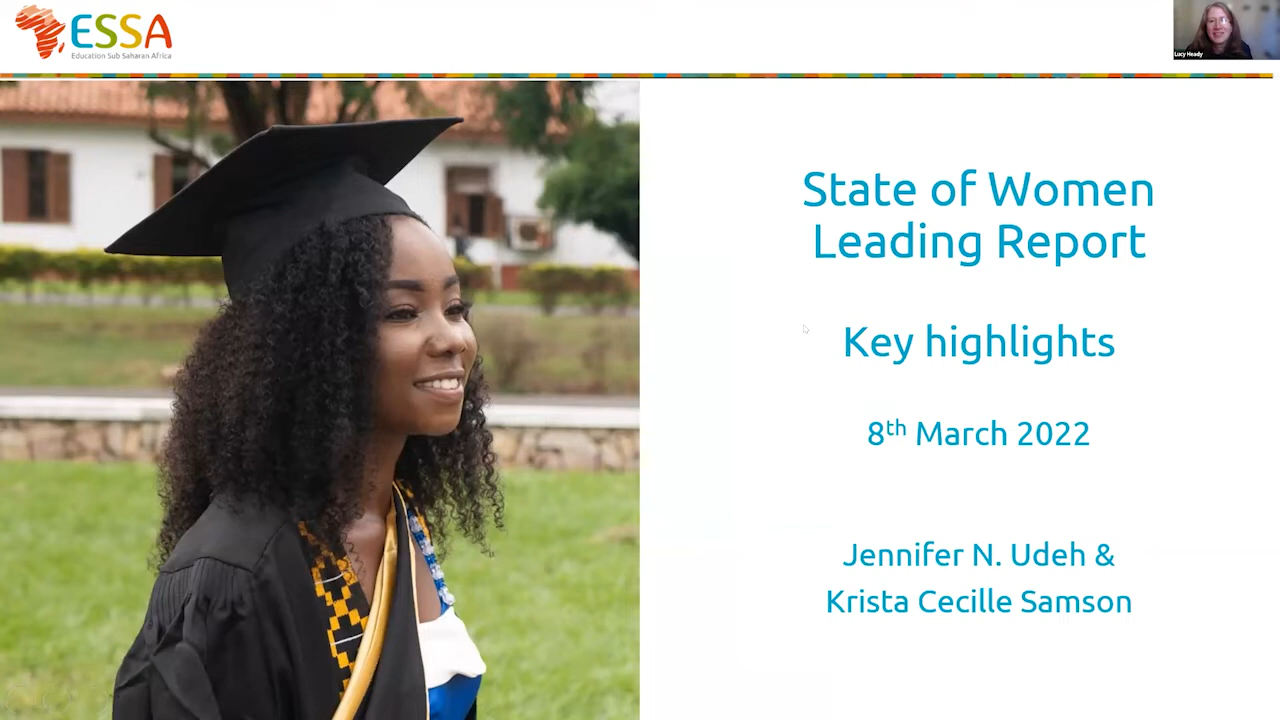 ESSA
Education Sub Saharan Africa
Lucy Heady
State of Women
Leading Report
Key highlights
8th March 2022
Jennifer N. Udeh &
Krista Cecille Samson